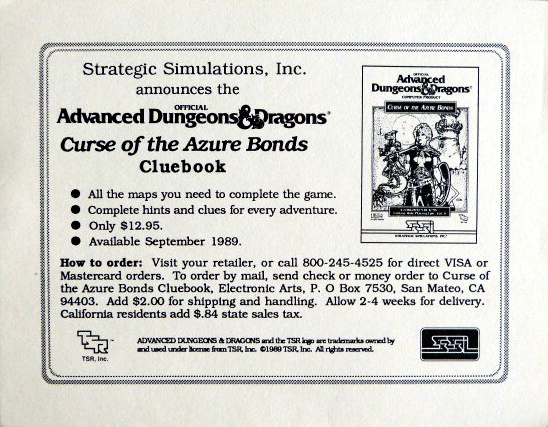 Strategic Simulations, Inc.
announces the
OFFICIAL
Advanced Dungeons & Dragons®
Curse of the Azure Bonds
Cluebook
● All the maps you need to complete the game.
● Complete hints and clues for every adventure.
● Only $12.95.
● Available September 1989.
OFFICIAL
Advanced
Dungeons & Dragons®
COMPUTER PRODUCT
CURSE OF THE AZURE BONDS
STRATEGIC SIMULATIONS, INC.
How to order: Visit your retailer, or call 800-245-4525 for direct VISA or
Mastercard orders. To order by mail, send check or money order to Curse of
the Azure Bonds Cluebook, Electronic Arts, P. O Box 7530, San Mateo, CA
94403. Add $2.00 for shipping and handling. Allow 2-4 weeks for delivery.
California residents add $.84 state sales tax.
TSR™
TSR, Inc.
ADVANCED DUNGEONS & DRAGONS and the TSR logo are trademarks owned by
and used under license from TSR, Inc. ©1989 TSR, Inc. All rights reserved.
SSI